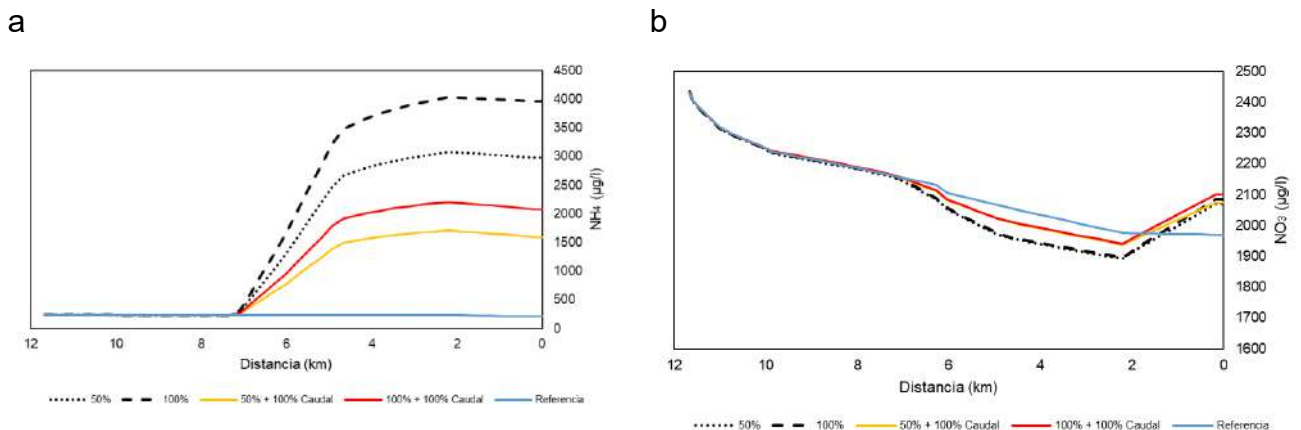 a
4500
4000
3500
3000
2500
2000
1500
1000
500
0
NH4 (µg/l)
12 10 8 6 4 2 0
Distancia (km)
50% 100% 50% + 100% Caudal 100% + 100% Caudal Referencia
b
2500
2400
2300
2200
2100
2000
1900
1800
1700
1600
NO3 (µg/l)
12 10 8 6 4 2 0
Distancia (km)
50% 100% 50% + 100% Caudal 100% + 100% Caudal Referencia